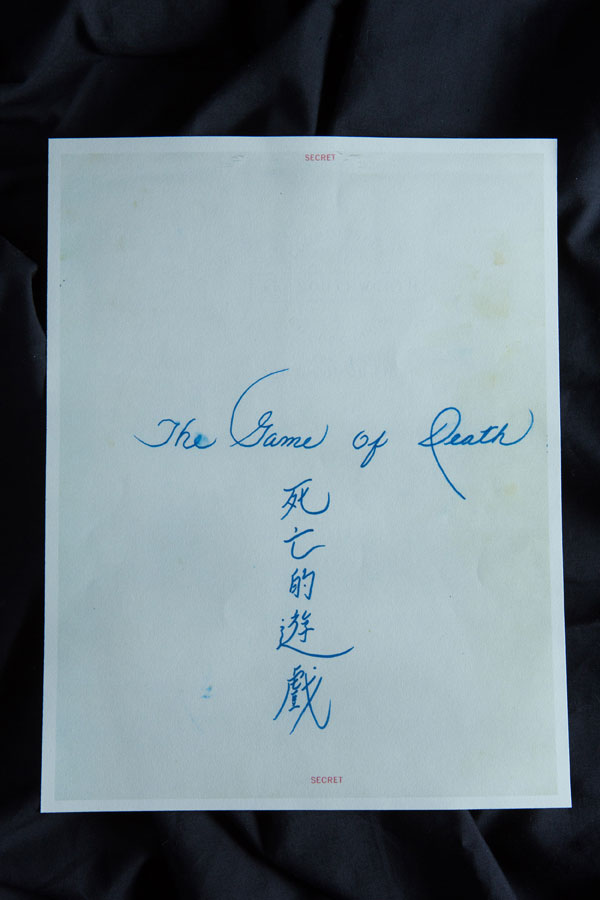 SECRET
The Game of Death
死
亡
的
遊
戲
SECRET